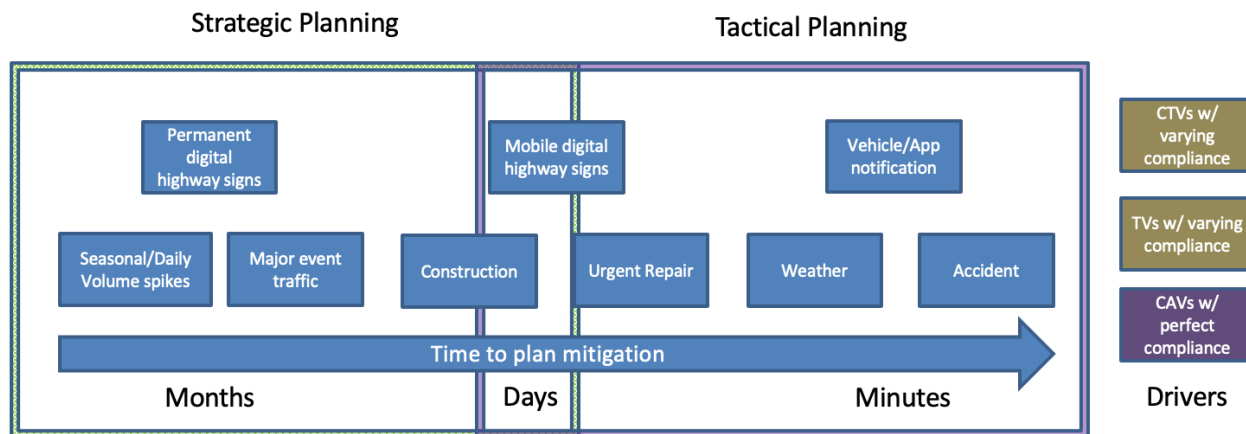 Strategic Planning
Tactical Planning
Permanent
digital
highway signs
Mobile digital
highway signs
Vehicle/App
notification
CTVs w/
varying
compliance
Seasonal/Daily
Volume spikes
Major event
traffic
Construction
Urgent Repair
Weather
Accident
TVs w/ varying
compliance
CAVs w/
perfect
compliance
Time to plan mitigation
Months
Days
Minutes
Drivers